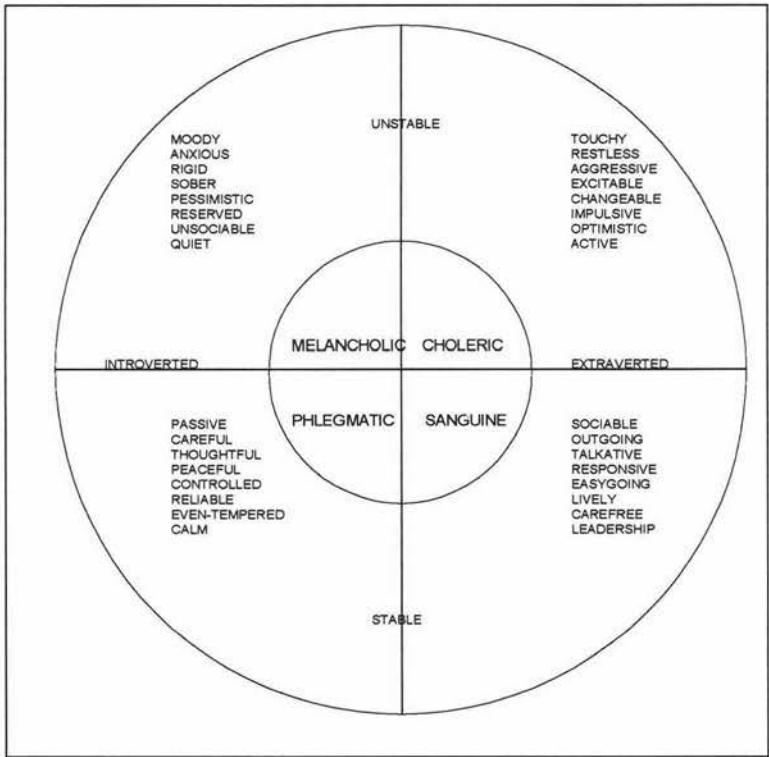 UNSTABLE
MOODY
ANXIOUS
RIGID
SOBER
PESSIMISTIC
RESERVED
UNSOCIABLE
QUIET
TOUCHY
RESTLESS
AGGRESSIVE
EXCITABLE
CHANGEABLE
IMPULSIVE
OPTIMISTIC
ACTIVE
MELANCHOLIC CHOLERIC
INTROVERTED
EXTRAVERTED
PHLEGMATIC SANGUINE
PASSIVE
CAREFUL
THOUGHTFUL
PEACEFUL
CONTROLLED
RELIABLE
EVEN-TEMPERED
CALM
SOCIABLE
OUTGOING
TALKATIVE
RESPONSIVE
EASYGOING
LIVELY
CAREFREE
LEADERSHIP
STABLE